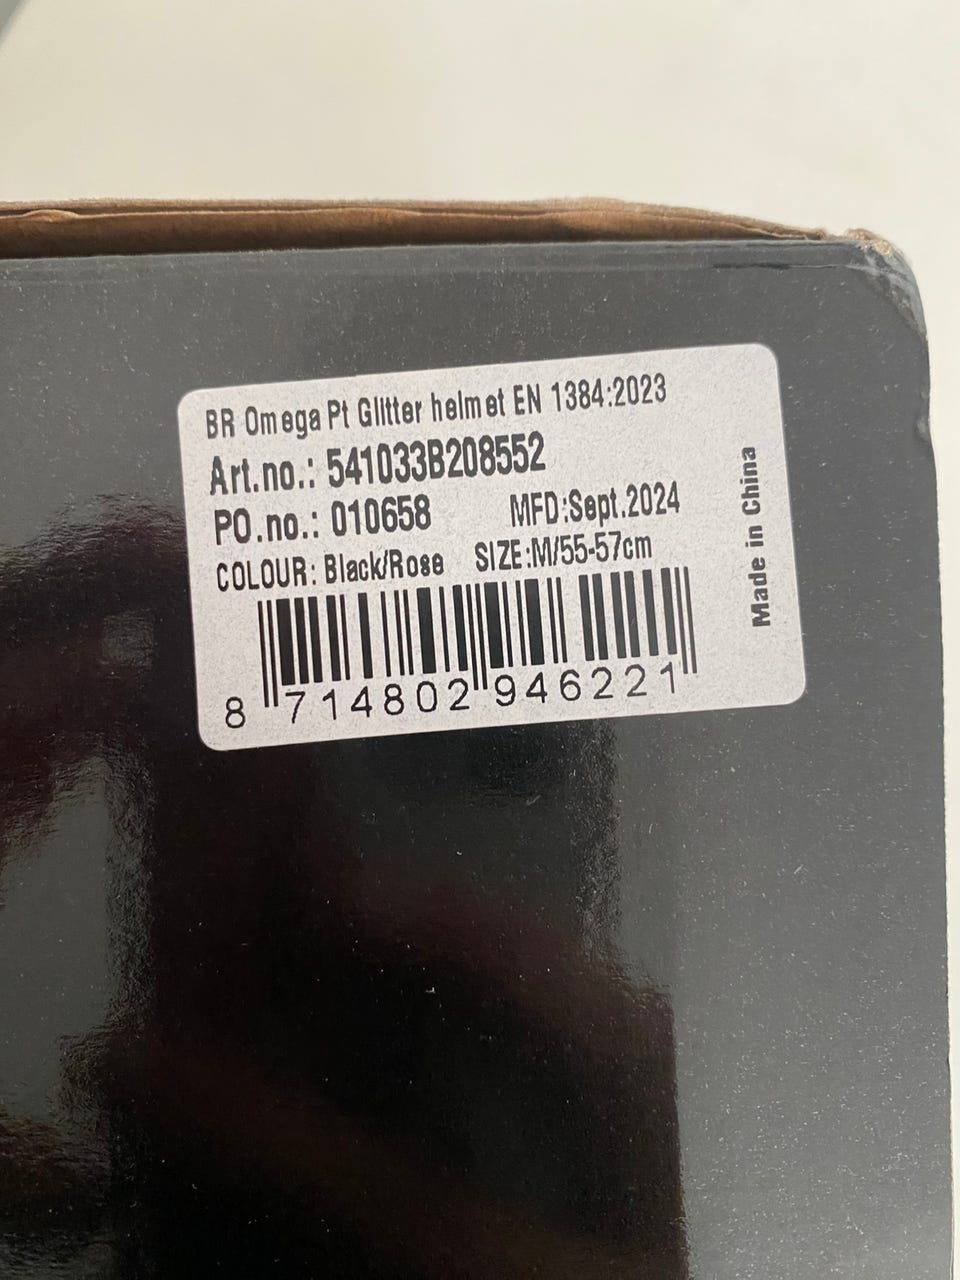 BR Omega Pt Glitter helmet EN 1384:2023
Art.no.: 541033B208552
PO.no.: 010658 MFD:Sept.2024
COLOUR: Black/Rose SIZE:M/55-57cm
8 714802 946221
Made in China